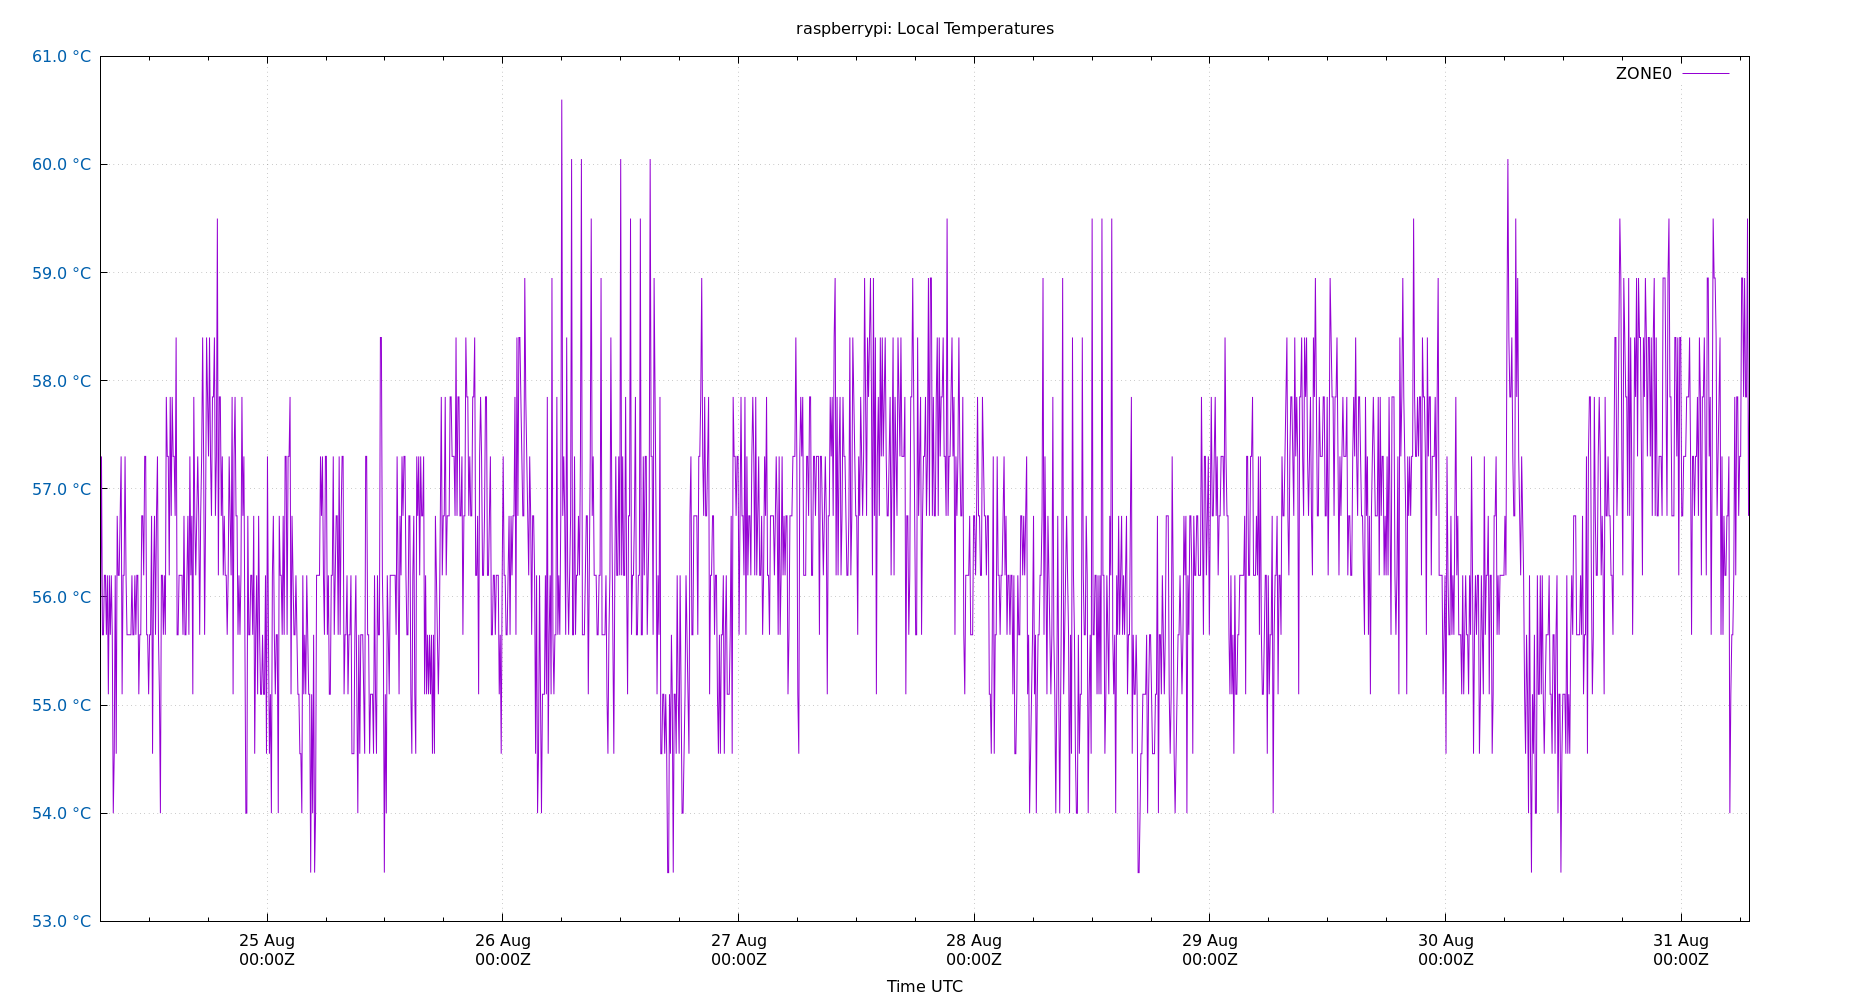 raspberrypi: Local Temperatures
61.0 °C
ZONE0
60.0 °C
59.0 °C
58.0 °C
57.0 °C
56.0 °C
55.0 °C
54.0 °C
53.0 °C
25 Aug 26 Aug 27 Aug 28 Aug 29 Aug 30 Aug 31 Aug
00:00Z 00:00Z 00:00Z 00:00Z 00:00Z 00:00Z 00:00Z
Time UTC